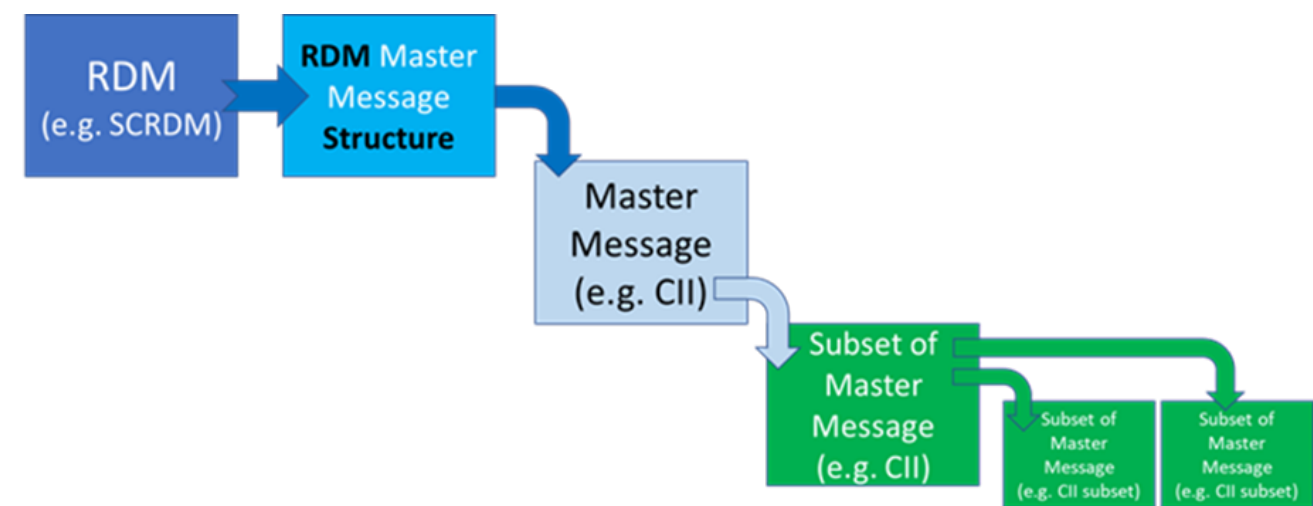 RDM
(e.g. SCRDM)
RDM Master
Message
Structure
Master
Message
(e.g. CII)
Subset of
Master
Message
(e.g. CII)
Subset of
Master
Message
(e.g. CII subset)
Subset of
Master
Message
(e.g. CII subset)